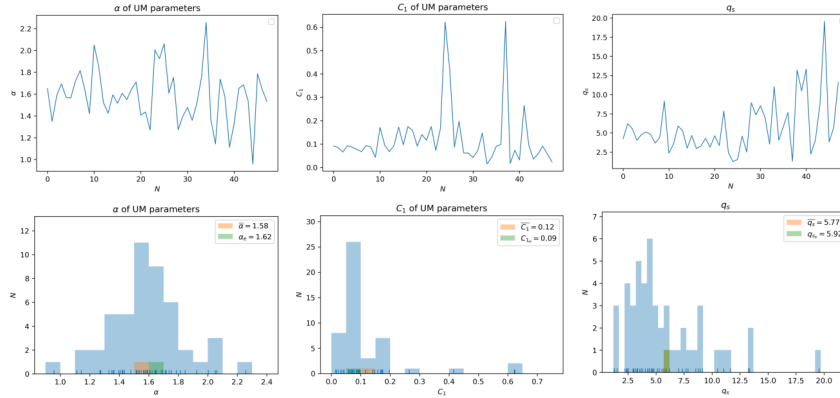 α of UM parameters
2.2
2.0
1.8
1.6
1.4
1.2
1.0
α
0 10 20 30 40
N
C₁ of UM parameters
0.6
0.5
0.4
0.3
0.2
0.1
0.0
C₁
0 10 20 30 40
N
qₛ
20.0
17.5
15.0
12.5
10.0
7.5
5.0
2.5
qₛ
0 10 20 30 40
N
α of UM parameters
12
10
8
6
4
2
0
N
α̅ = 1.58
αₑ = 1.62
1.0 1.2 1.4 1.6 1.8 2.0 2.2 2.4
α
C₁ of UM parameters
30
25
20
15
10
5
0
N
C̅₁ = 0.12
C₁ₑ = 0.09
0.0 0.1 0.2 0.3 0.4 0.5 0.6 0.7
C₁
qₛ
7
6
5
4
3
2
1
0
N
q̅ₛ = 5.77
qₛₑ = 5.92
2.5 5.0 7.5 10.0 12.5 15.0 17.5 20.0
qₛ